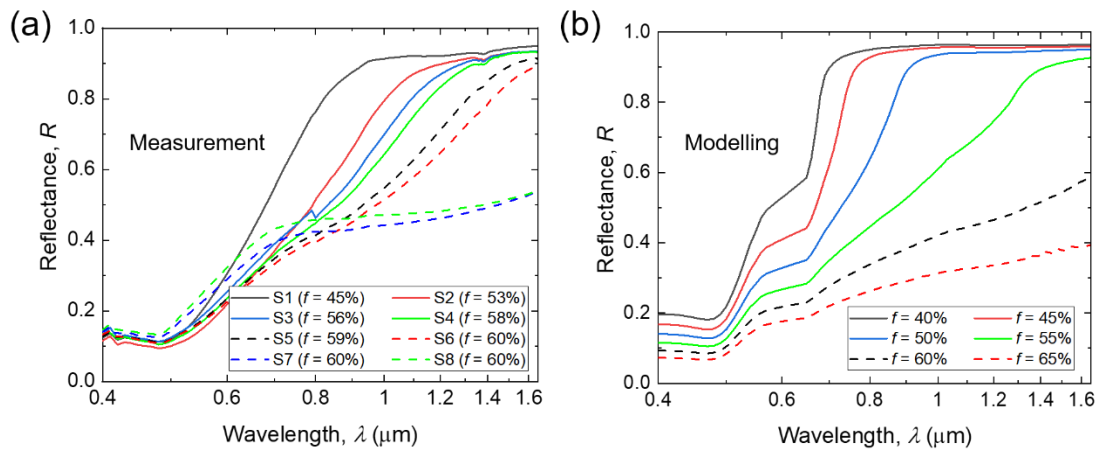 (a)
1.0
0.8
0.6
0.4
0.2
0.0
Reflectance, R
Measurement
S1 (f = 45%) S2 (f = 53%)
S3 (f = 56%) S4 (f = 58%)
S5 (f = 59%) S6 (f = 60%)
S7 (f = 60%) S8 (f = 60%)
0.4 0.6 0.8 1 1.2 1.4 1.6
Wavelength, λ (μm)
(b)
1.0
0.8
0.6
0.4
0.2
0.0
Reflectance, R
Modelling
f = 40% f = 45%
f = 50% f = 55%
f = 60% f = 65%
0.4 0.6 0.8 1 1.2 1.4 1.6
Wavelength, λ (μm)